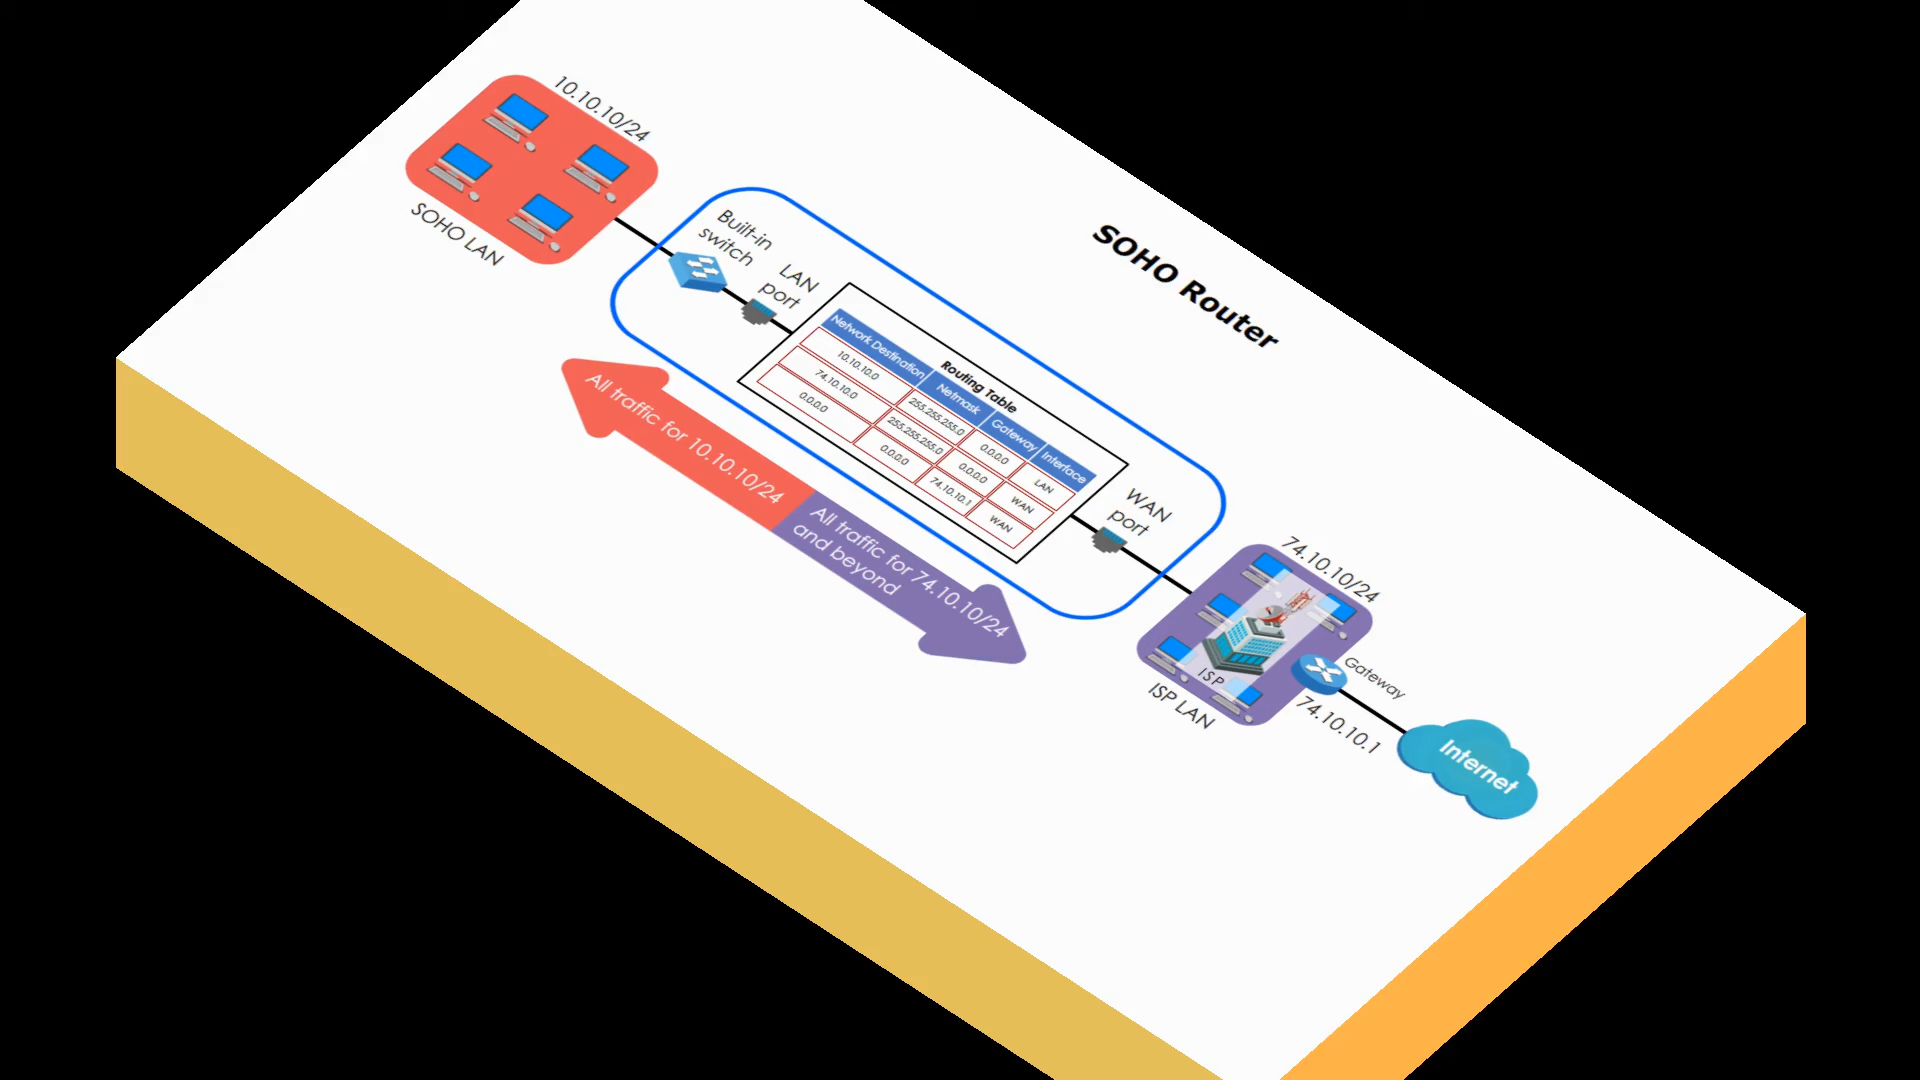 SOHO Router
10.10.10/24
SOHO LAN
Built-in
switch
LAN
port
Routing Table
Network Destination Netmask Gateway Interface
10.10.10.0 255.255.255.0 0.0.0.0 LAN
74.10.10.0 255.255.255.0 0.0.0.0 WAN
0.0.0.0 0.0.0.0 74.10.10.1 WAN
WAN
port
All traffic for 10.10.10/24
All traffic for 74.10.10/24
and beyond
74.10.10/24
ISP
ISP LAN
Gateway
74.10.10.1
Internet